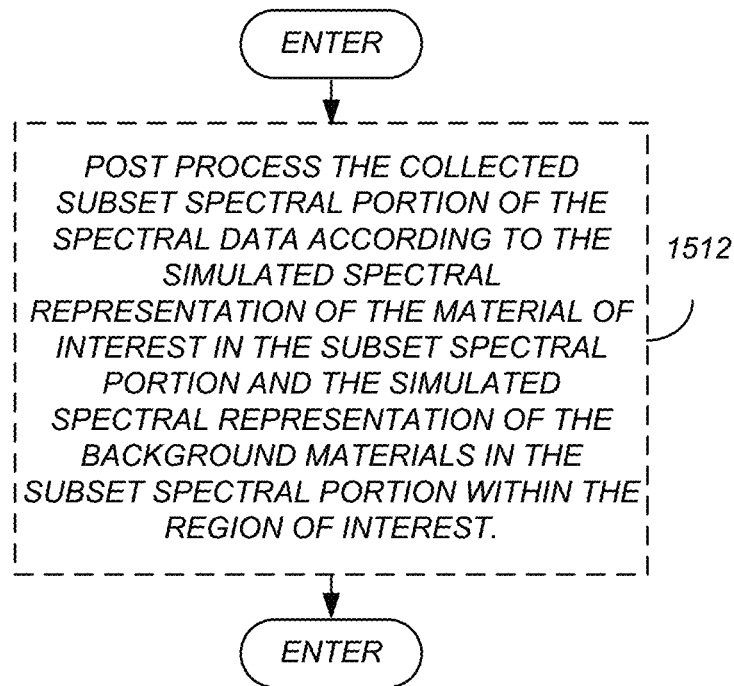 ENTER
POST PROCESS THE COLLECTED
SUBSET SPECTRAL PORTION OF THE
SPECTRAL DATA ACCORDING TO THE
SIMULATED SPECTRAL
REPRESENTATION OF THE MATERIAL OF
INTEREST IN THE SUBSET SPECTRAL
PORTION AND THE SIMULATED
SPECTRAL REPRESENTATION OF THE
BACKGROUND MATERIALS IN THE
SUBSET SPECTRAL PORTION WITHIN THE
REGION OF INTEREST.
1512
ENTER